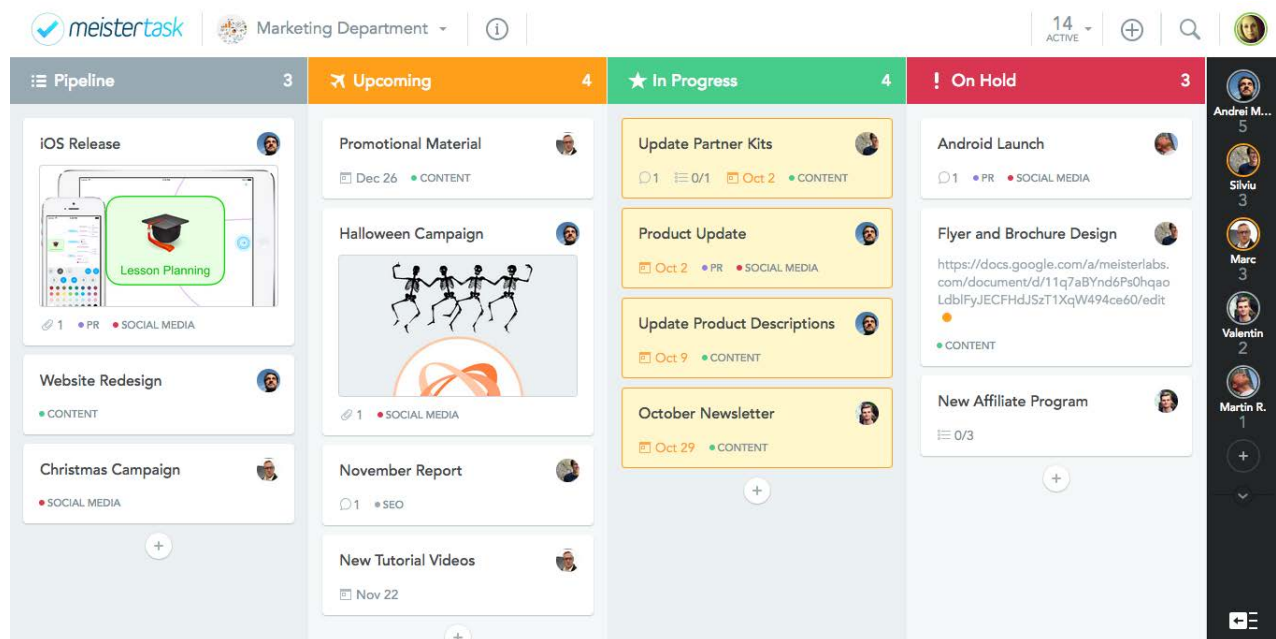 meistertask
Marketing Department
14
ACTIVE
Pipeline 3
iOS Release
Lesson Planning
1 PR SOCIAL MEDIA
Website Redesign
CONTENT
Christmas Campaign
SOCIAL MEDIA
Upcoming 4
Promotional Material
Dec 26 CONTENT
Halloween Campaign
1 SOCIAL MEDIA
November Report
1 SEO
New Tutorial Videos
Nov 22
In Progress 4
Update Partner Kits
1 0/1 Oct 2 CONTENT
Product Update
Oct 2 PR SOCIAL MEDIA
Update Product Descriptions
Oct 9 CONTENT
October Newsletter
Oct 29 CONTENT
On Hold 3
Android Launch
1 PR SOCIAL MEDIA
Flyer and Brochure Design
https://docs.google.com/a/meisterlabs.
com/document/d/11q7aBYnd6Ps0hqao
LdblFyJECFHdJSzT1XqW494ce60/edit
CONTENT
New Affiliate Program
0/3
Andrei M...
5
Silviu
3
Marc
3
Valentin
2
Martin R.
1